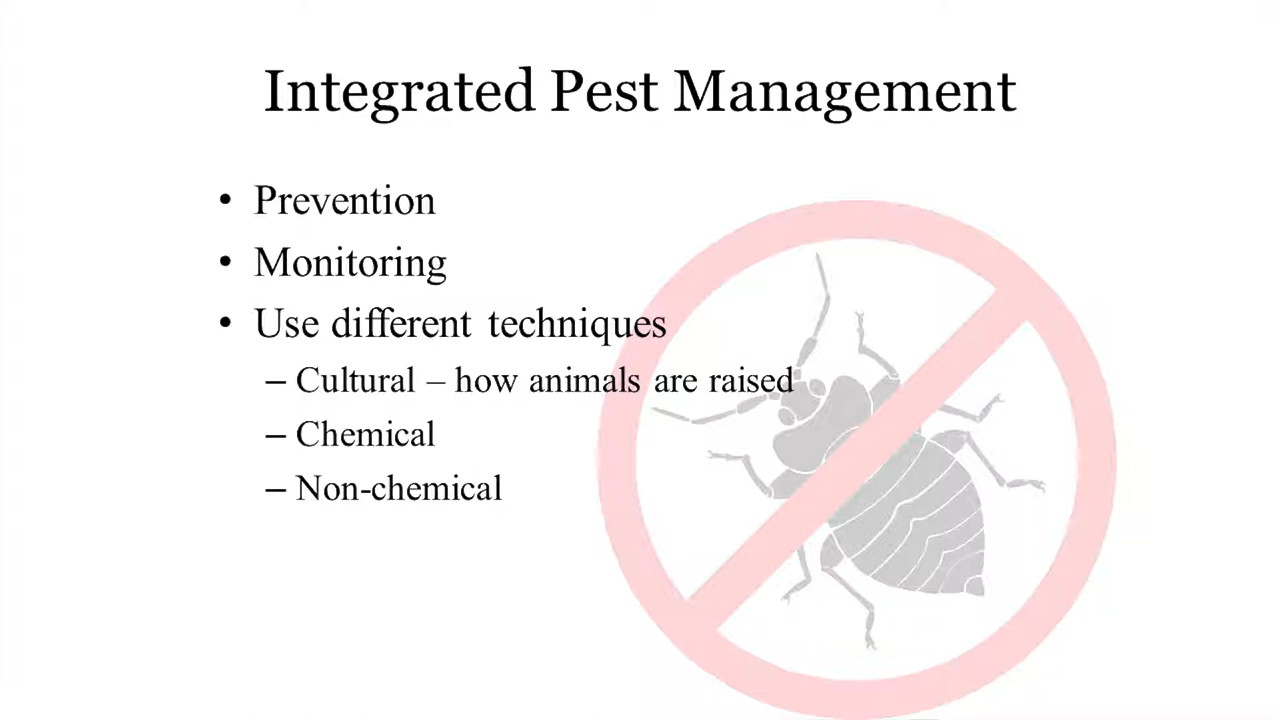 Integrated Pest Management
• Prevention
• Monitoring
• Use different techniques
– Cultural – how animals are raised
– Chemical
– Non-chemical